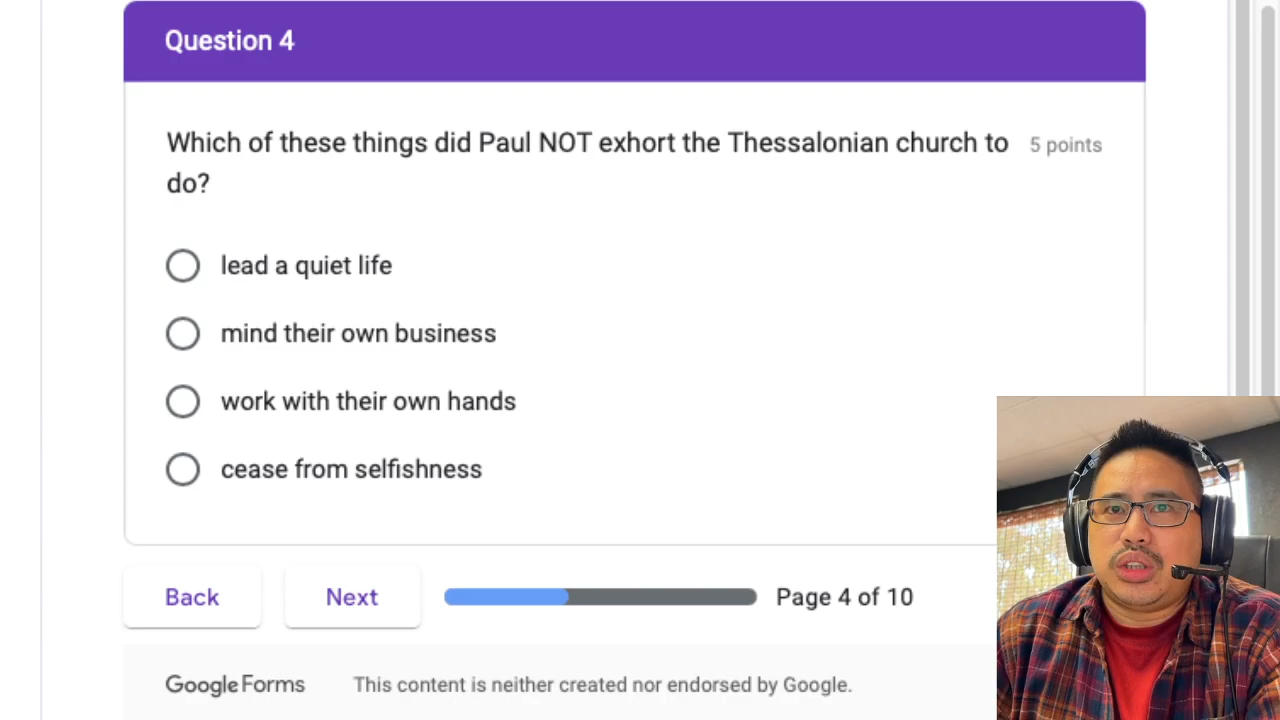 Question 4
Which of these things did Paul NOT exhort the Thessalonian church to 5 points
do?
lead a quiet life
mind their own business
work with their own hands
cease from selfishness
Back Next Page 4 of 10
Google Forms This content is neither created nor endorsed by Google.